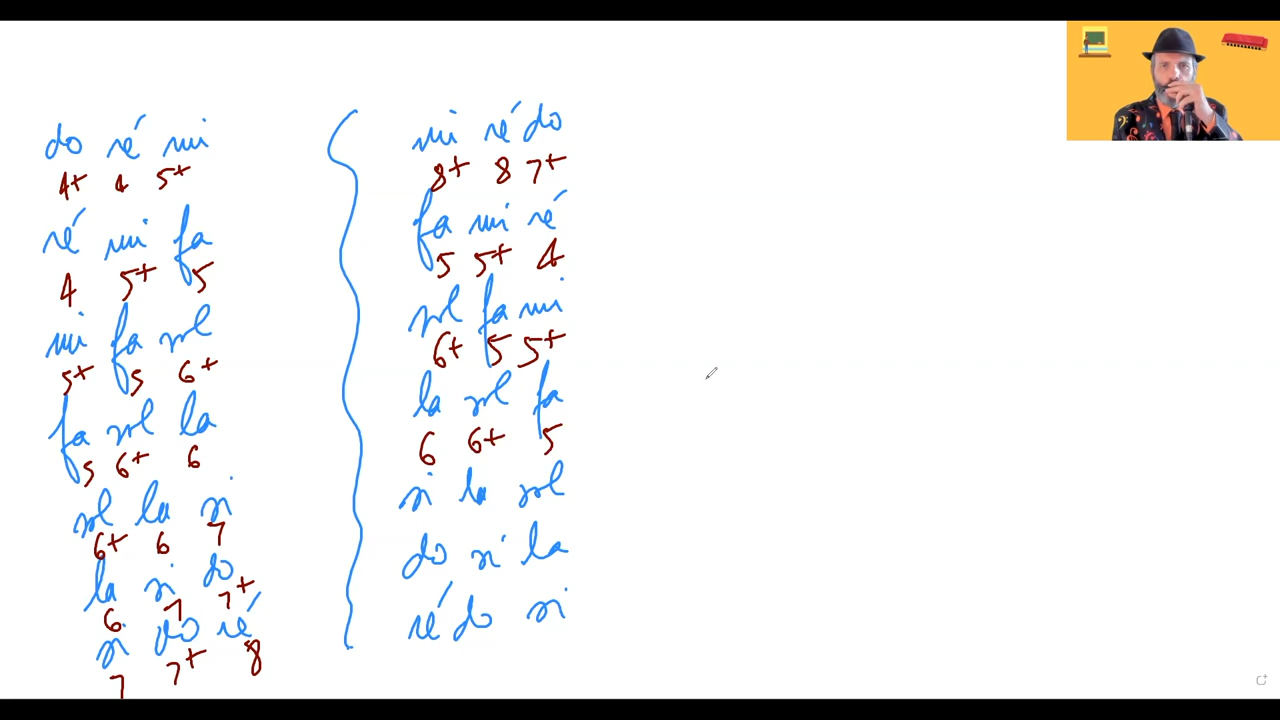 do ré mi
4+ 4 5+
ré mi fa
4 5+ 5
mi fa sol
5+ 5 6+
fa sol la
5 6+ 6
sol la si
6+ 6 7
la si do
6 7 7+
si do ré
7 7+ 8
mi ré do
8+ 8 7+
fa mi ré
5 5+ 4
sol fa mi
6+ 5 5+
la sol fa
6 6+ 5
si la sol
do si la
ré do si